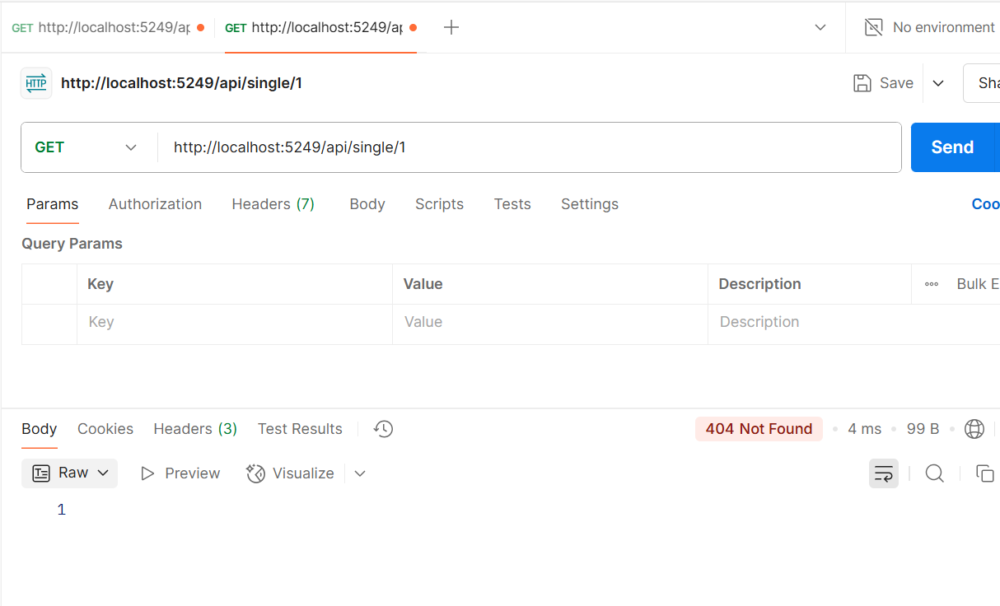 GET http://localhost:5249/ap GET http://localhost:5249/ap No environment
HTTP http://localhost:5249/api/single/1 Save Sha
GET http://localhost:5249/api/single/1 Send
Params Authorization Headers (7) Body Scripts Tests Settings Coo
Query Params
Key Value Description Bulk E
Key Value Description
Body Cookies Headers (3) Test Results 404 Not Found 4 ms 99 B
Raw Preview Visualize
1